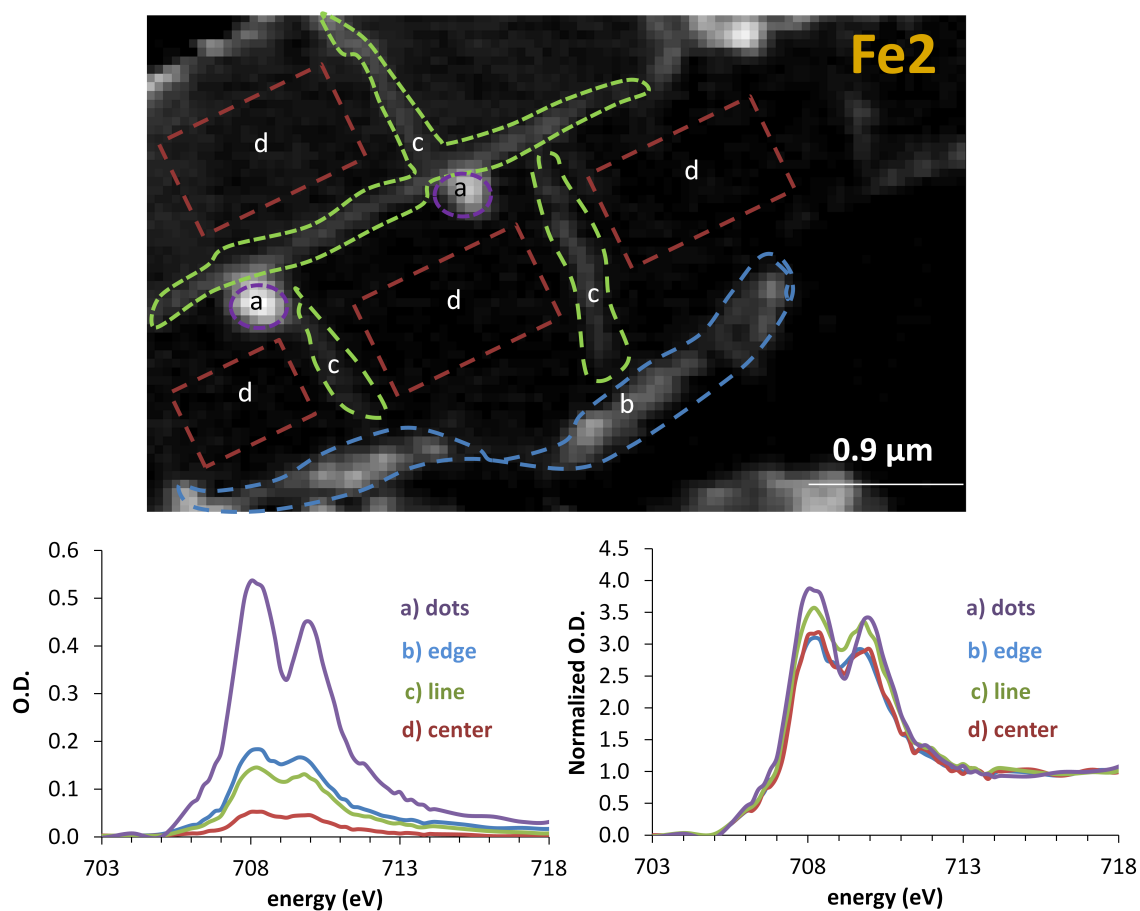 Fe2
d
c
d
a
d
c
a
c
d
b
0.9 µm
0.6
0.5
0.4
0.3
0.2
0.1
0.0
O.D.
a) dots
b) edge
c) line
d) center
703
708
713
718
energy (eV)
4.5
4.0
3.5
3.0
2.5
2.0
1.5
1.0
0.5
0.0
Normalized O.D.
a) dots
b) edge
c) line
d) center
703
708
713
718
energy (eV)